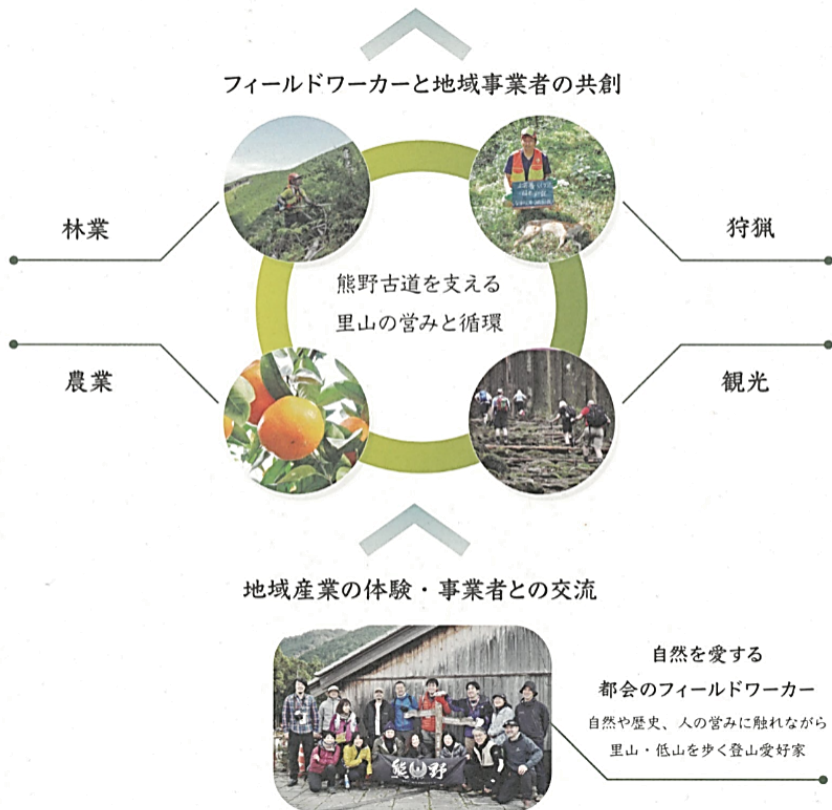 フィールドワーカーと地域事業者の共創
林業
狩猟
熊野古道を支える
里山の営みと循環
農業
観光
地域産業の体験・事業者との交流
自然を愛する
都会のフィールドワーカー
自然や歴史、人の営みに触れながら
里山・低山を歩く登山愛好家
熊野